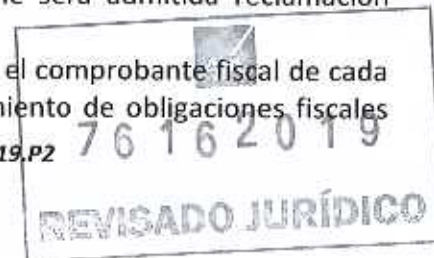 será admitida reclamación
el comprobante fiscal de cada
miento de obligaciones fiscales
19.P2 76162019
REVISADO JURÍDICO